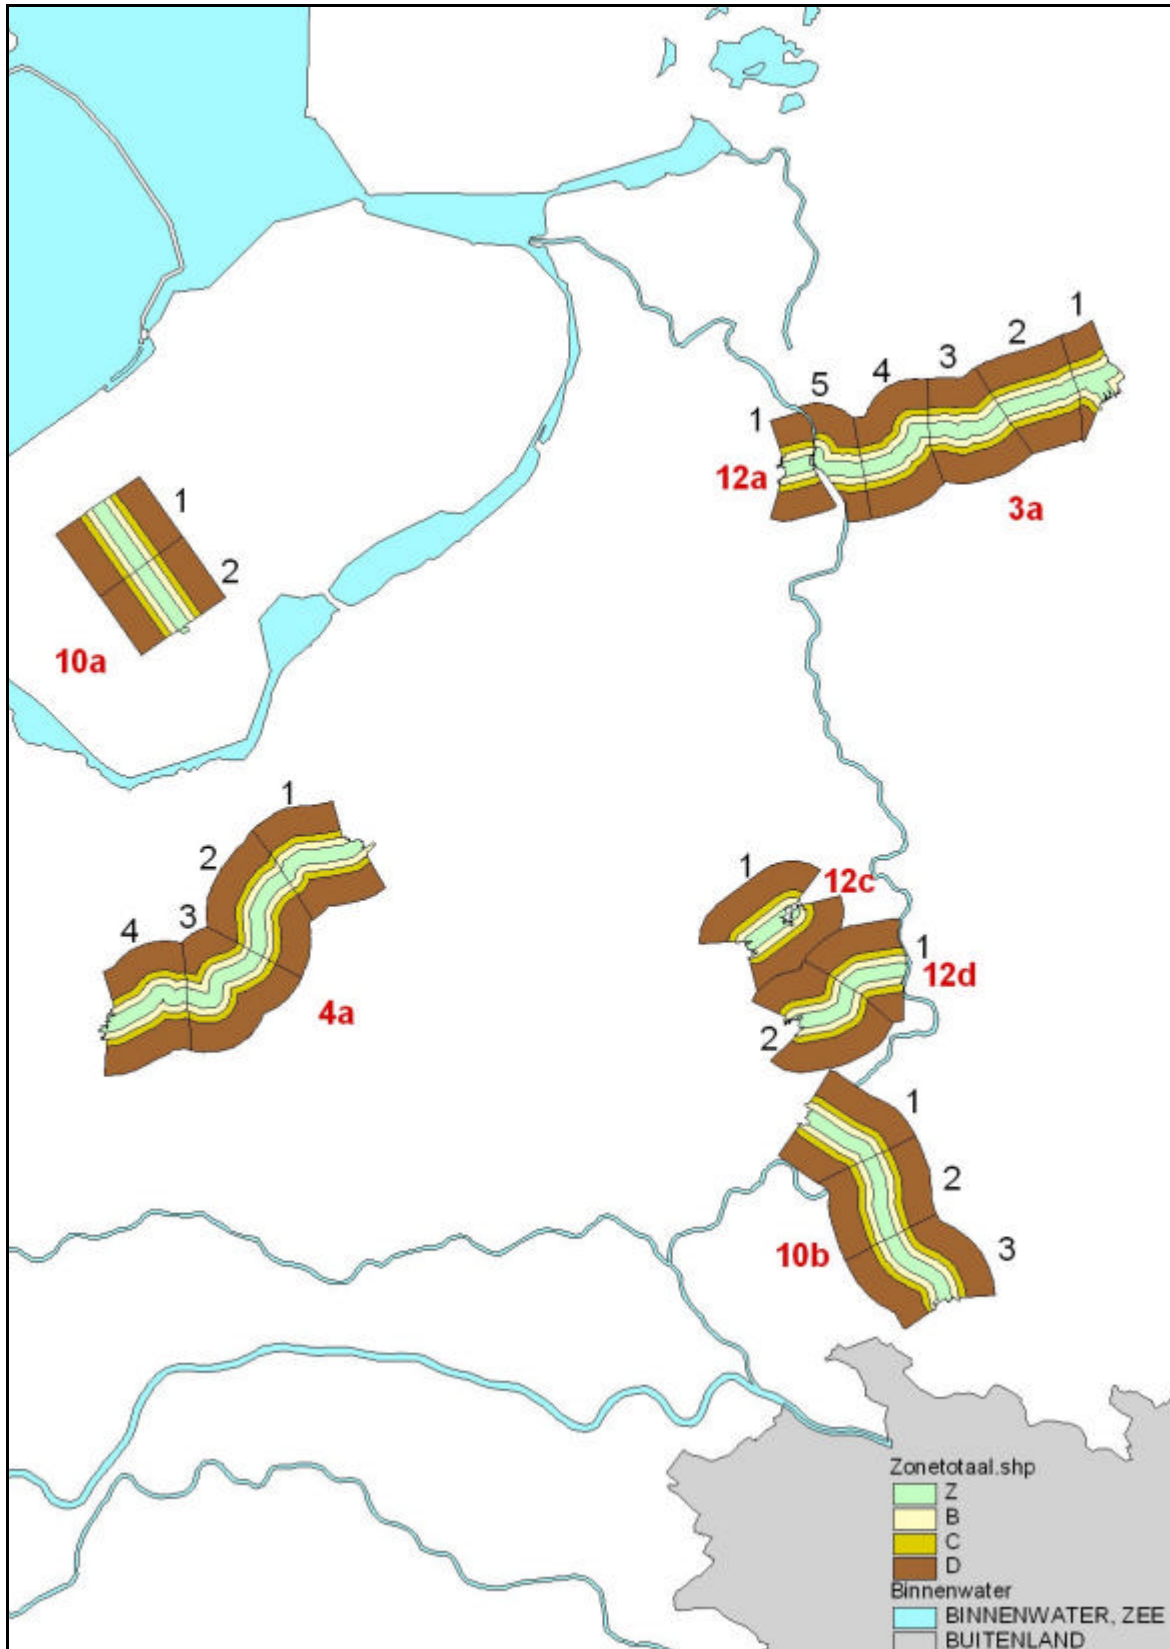 1
2
3
4
5
1
12a
3a
1
2
10a
1
2
3
4
4a
1
12c
1
12d
2
1
2
3
10b
Zonetotaal.shp
Z
B
C
D
Binnenwater
BINNENWATER, ZEE
BUITENLAND